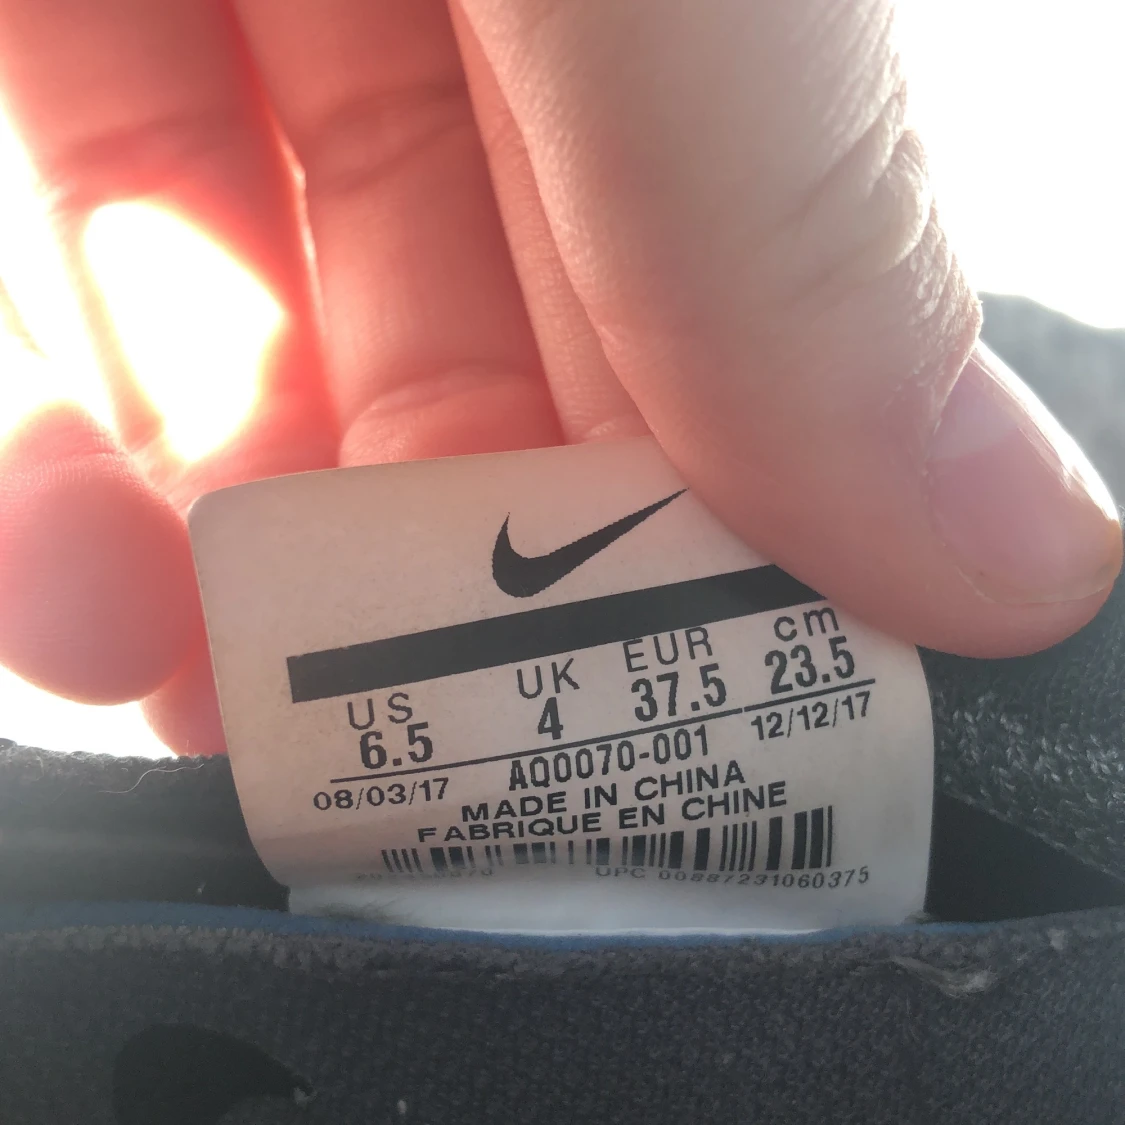 US UK EUR cm
6.5 4 37.5 23.5
08/03/17 AQ0070-001 12/12/17
MADE IN CHINA
FABRIQUE EN CHINE
UPC 00887231060375